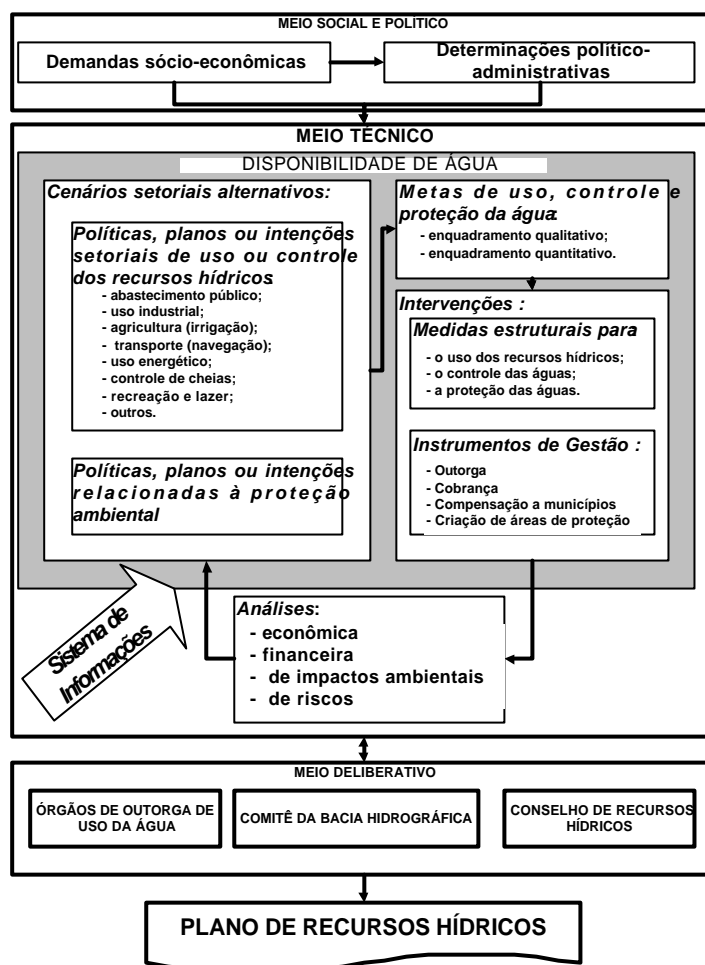 MEIO SOCIAL E POLÍTICO
Demandas sócio-econômicas
Determinações político-
administrativas
MEIO TÉCNICO
DISPONIBILIDADE DE ÁGUA
Cenários setoriais alternativos:
Políticas, planos ou intenções
setoriais de uso ou controle
dos recursos hídricos:
- abastecimento público;
- uso industrial;
- agricultura (irrigação);
- transporte (navegação);
- uso energético;
- controle de cheias;
- recreação e lazer;
- outros.
Políticas, planos ou intenções
relacionadas à proteção
ambiental
Metas de uso, controle e
proteção da água:
- enquadramento qualitativo;
- enquadramento quantitativo.
Intervenções :
Medidas estruturais para:
- o uso dos recursos hídricos;
- o controle das águas;
- a proteção das águas.
Instrumentos de Gestão :
- Outorga
- Cobrança
- Compensação a municípios
- Criação de áreas de proteção
Sistema de
Informações
Análises:
- econômica
- financeira
- de impactos ambientais
- de riscos
MEIO DELIBERATIVO
ÓRGÃOS DE OUTORGA DE
USO DA ÁGUA
COMITÊ DA BACIA HIDROGRÁFICA
CONSELHO DE RECURSOS
HÍDRICOS
PLANO DE RECURSOS HÍDRICOS